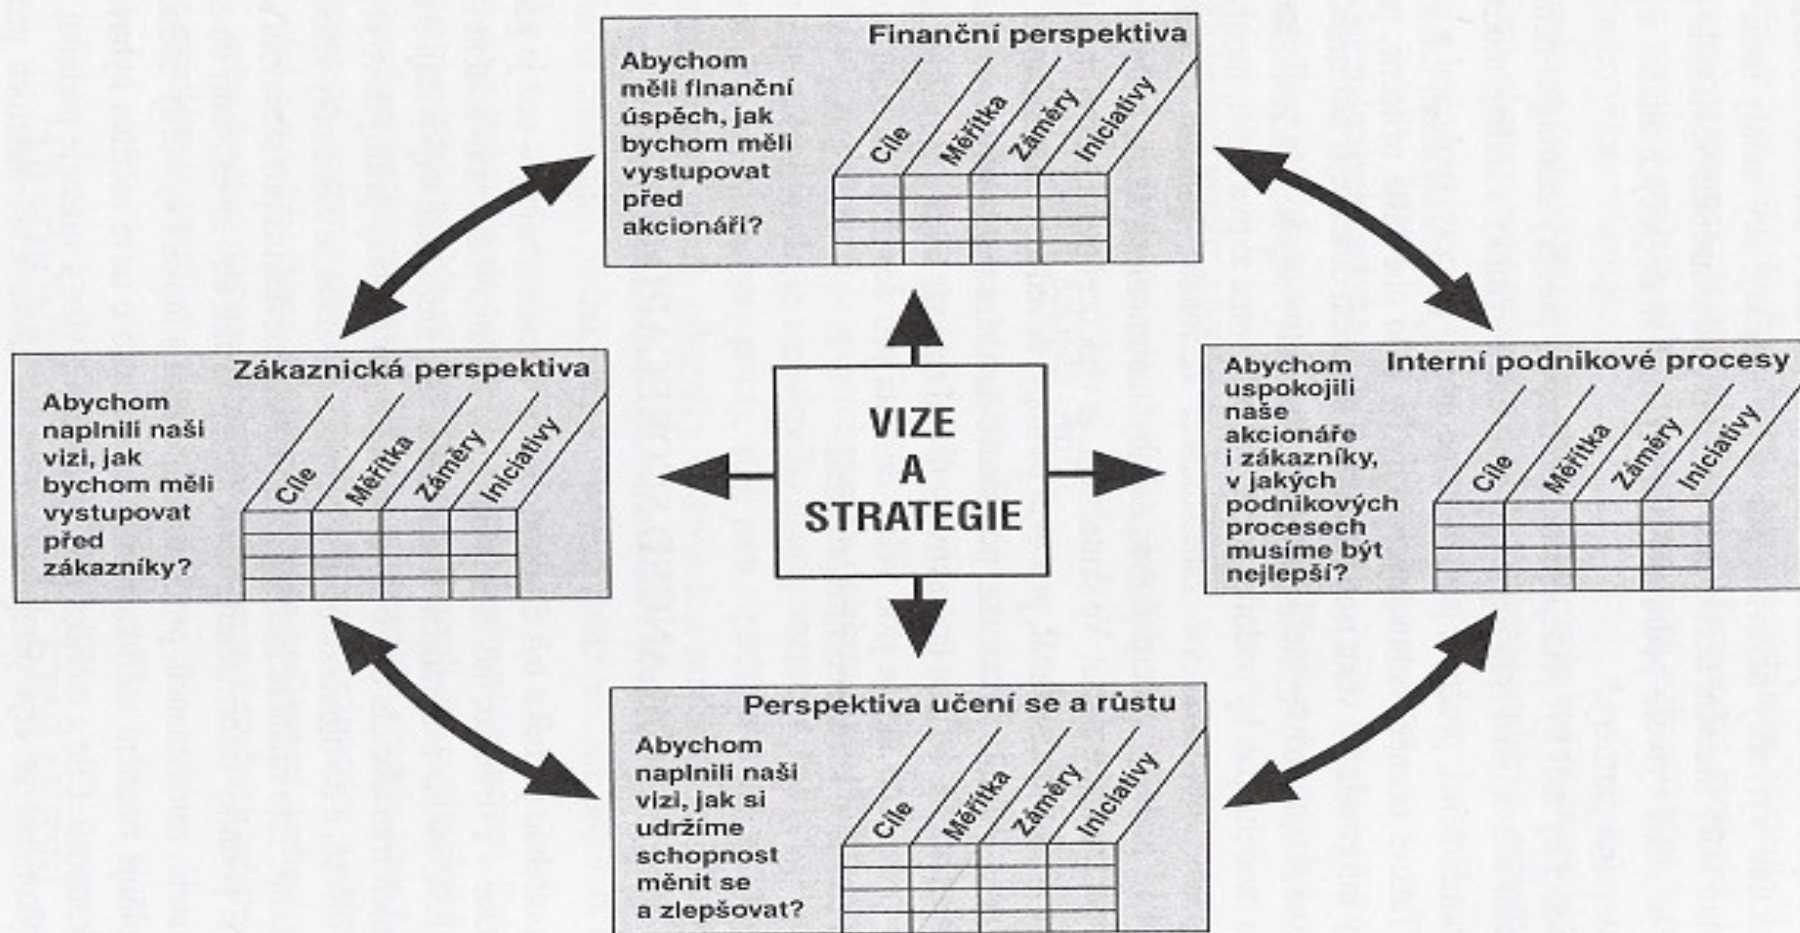 Finanční perspektiva
Abychom
měli finanční
úspěch, jak
bychom měli
vystupovat
před
akcionáři?
Cíle
Měřítka
Záměry
Iniciativy
Zákaznická perspektiva
Abychom
naplnili naši
vizi, jak
bychom měli
vystupovat
před
zákazníky?
Cíle
Měřítka
Záměry
Iniciativy
VIZE
A
STRATEGIE
Interní podnikové procesy
Abychom
uspokojili
naše
akcionáře
i zákazníky,
v jakých
podnikových
procesech
musíme být
nejlepší?
Cíle
Měřítka
Záměry
Iniciativy
Perspektiva učení se a růstu
Abychom
naplnili naši
vizi, jak si
udržíme
schopnost
měnit se
a zlepšovat?
Cíle
Měřítka
Záměry
Iniciativy